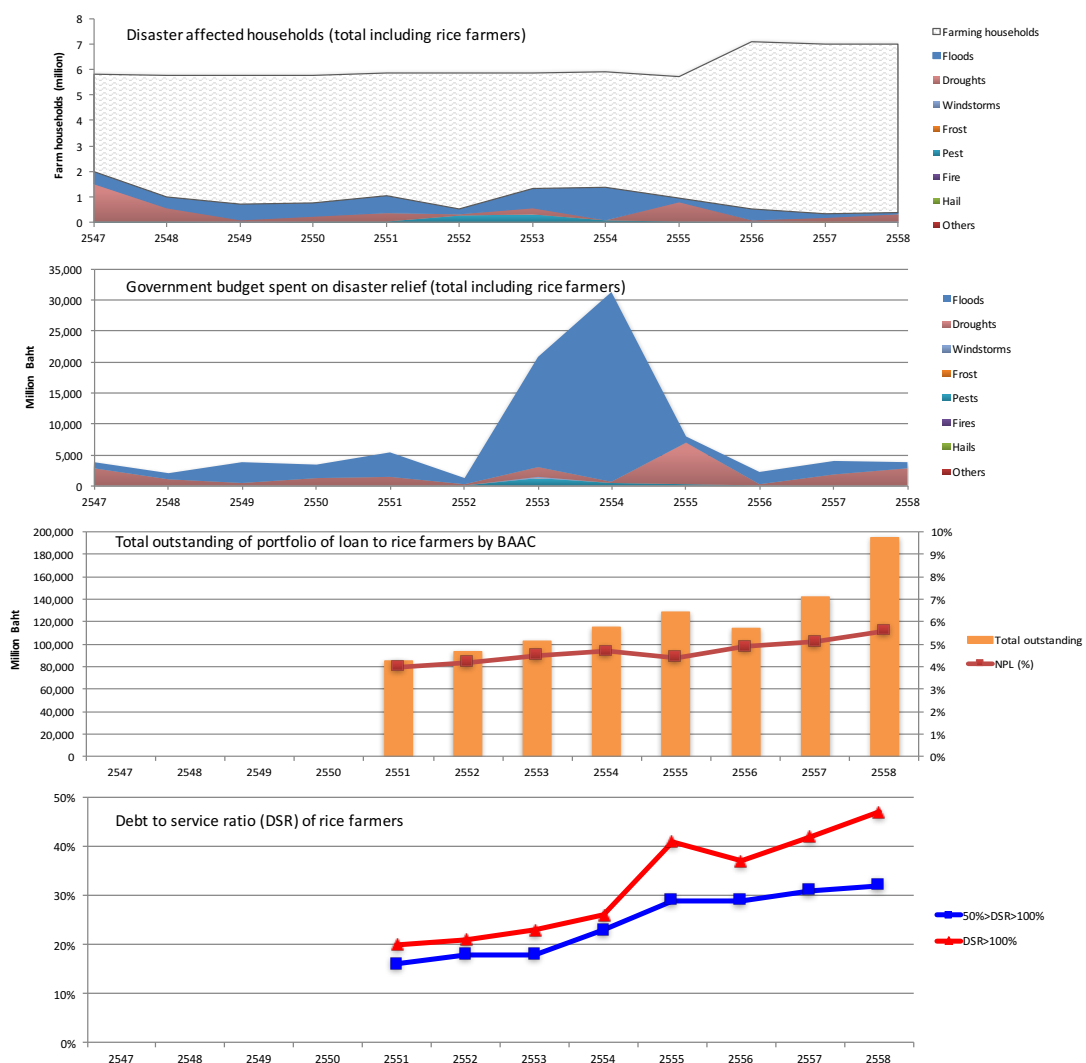 Disaster affected households (total including rice farmers)
Farm households (million)
8
7
6
5
4
3
2
1
0
2547 2548 2549 2550 2551 2552 2553 2554 2555 2556 2557 2558
Farming households
Floods
Droughts
Windstorms
Frost
Pest
Fire
Hail
Others
Government budget spent on disaster relief (total including rice farmers)
Million Baht
35,000
30,000
25,000
20,000
15,000
10,000
5,000
0
2547 2548 2549 2550 2551 2552 2553 2554 2555 2556 2557 2558
Floods
Droughts
Windstorms
Frost
Pests
Fires
Hails
Others
Total outstanding of portfolio of loan to rice farmers by BAAC
Million Baht
200,000
180,000
160,000
140,000
120,000
100,000
80,000
60,000
40,000
20,000
0
10%
9%
8%
7%
6%
5%
4%
3%
2%
1%
0%
2547 2548 2549 2550 2551 2552 2553 2554 2555 2556 2557 2558
Total outstanding
NPL (%)
Debt to service ratio (DSR) of rice farmers
50%
40%
30%
20%
10%
0%
2547 2548 2549 2550 2551 2552 2553 2554 2555 2556 2557 2558
50%>DSR>100%
DSR>100%